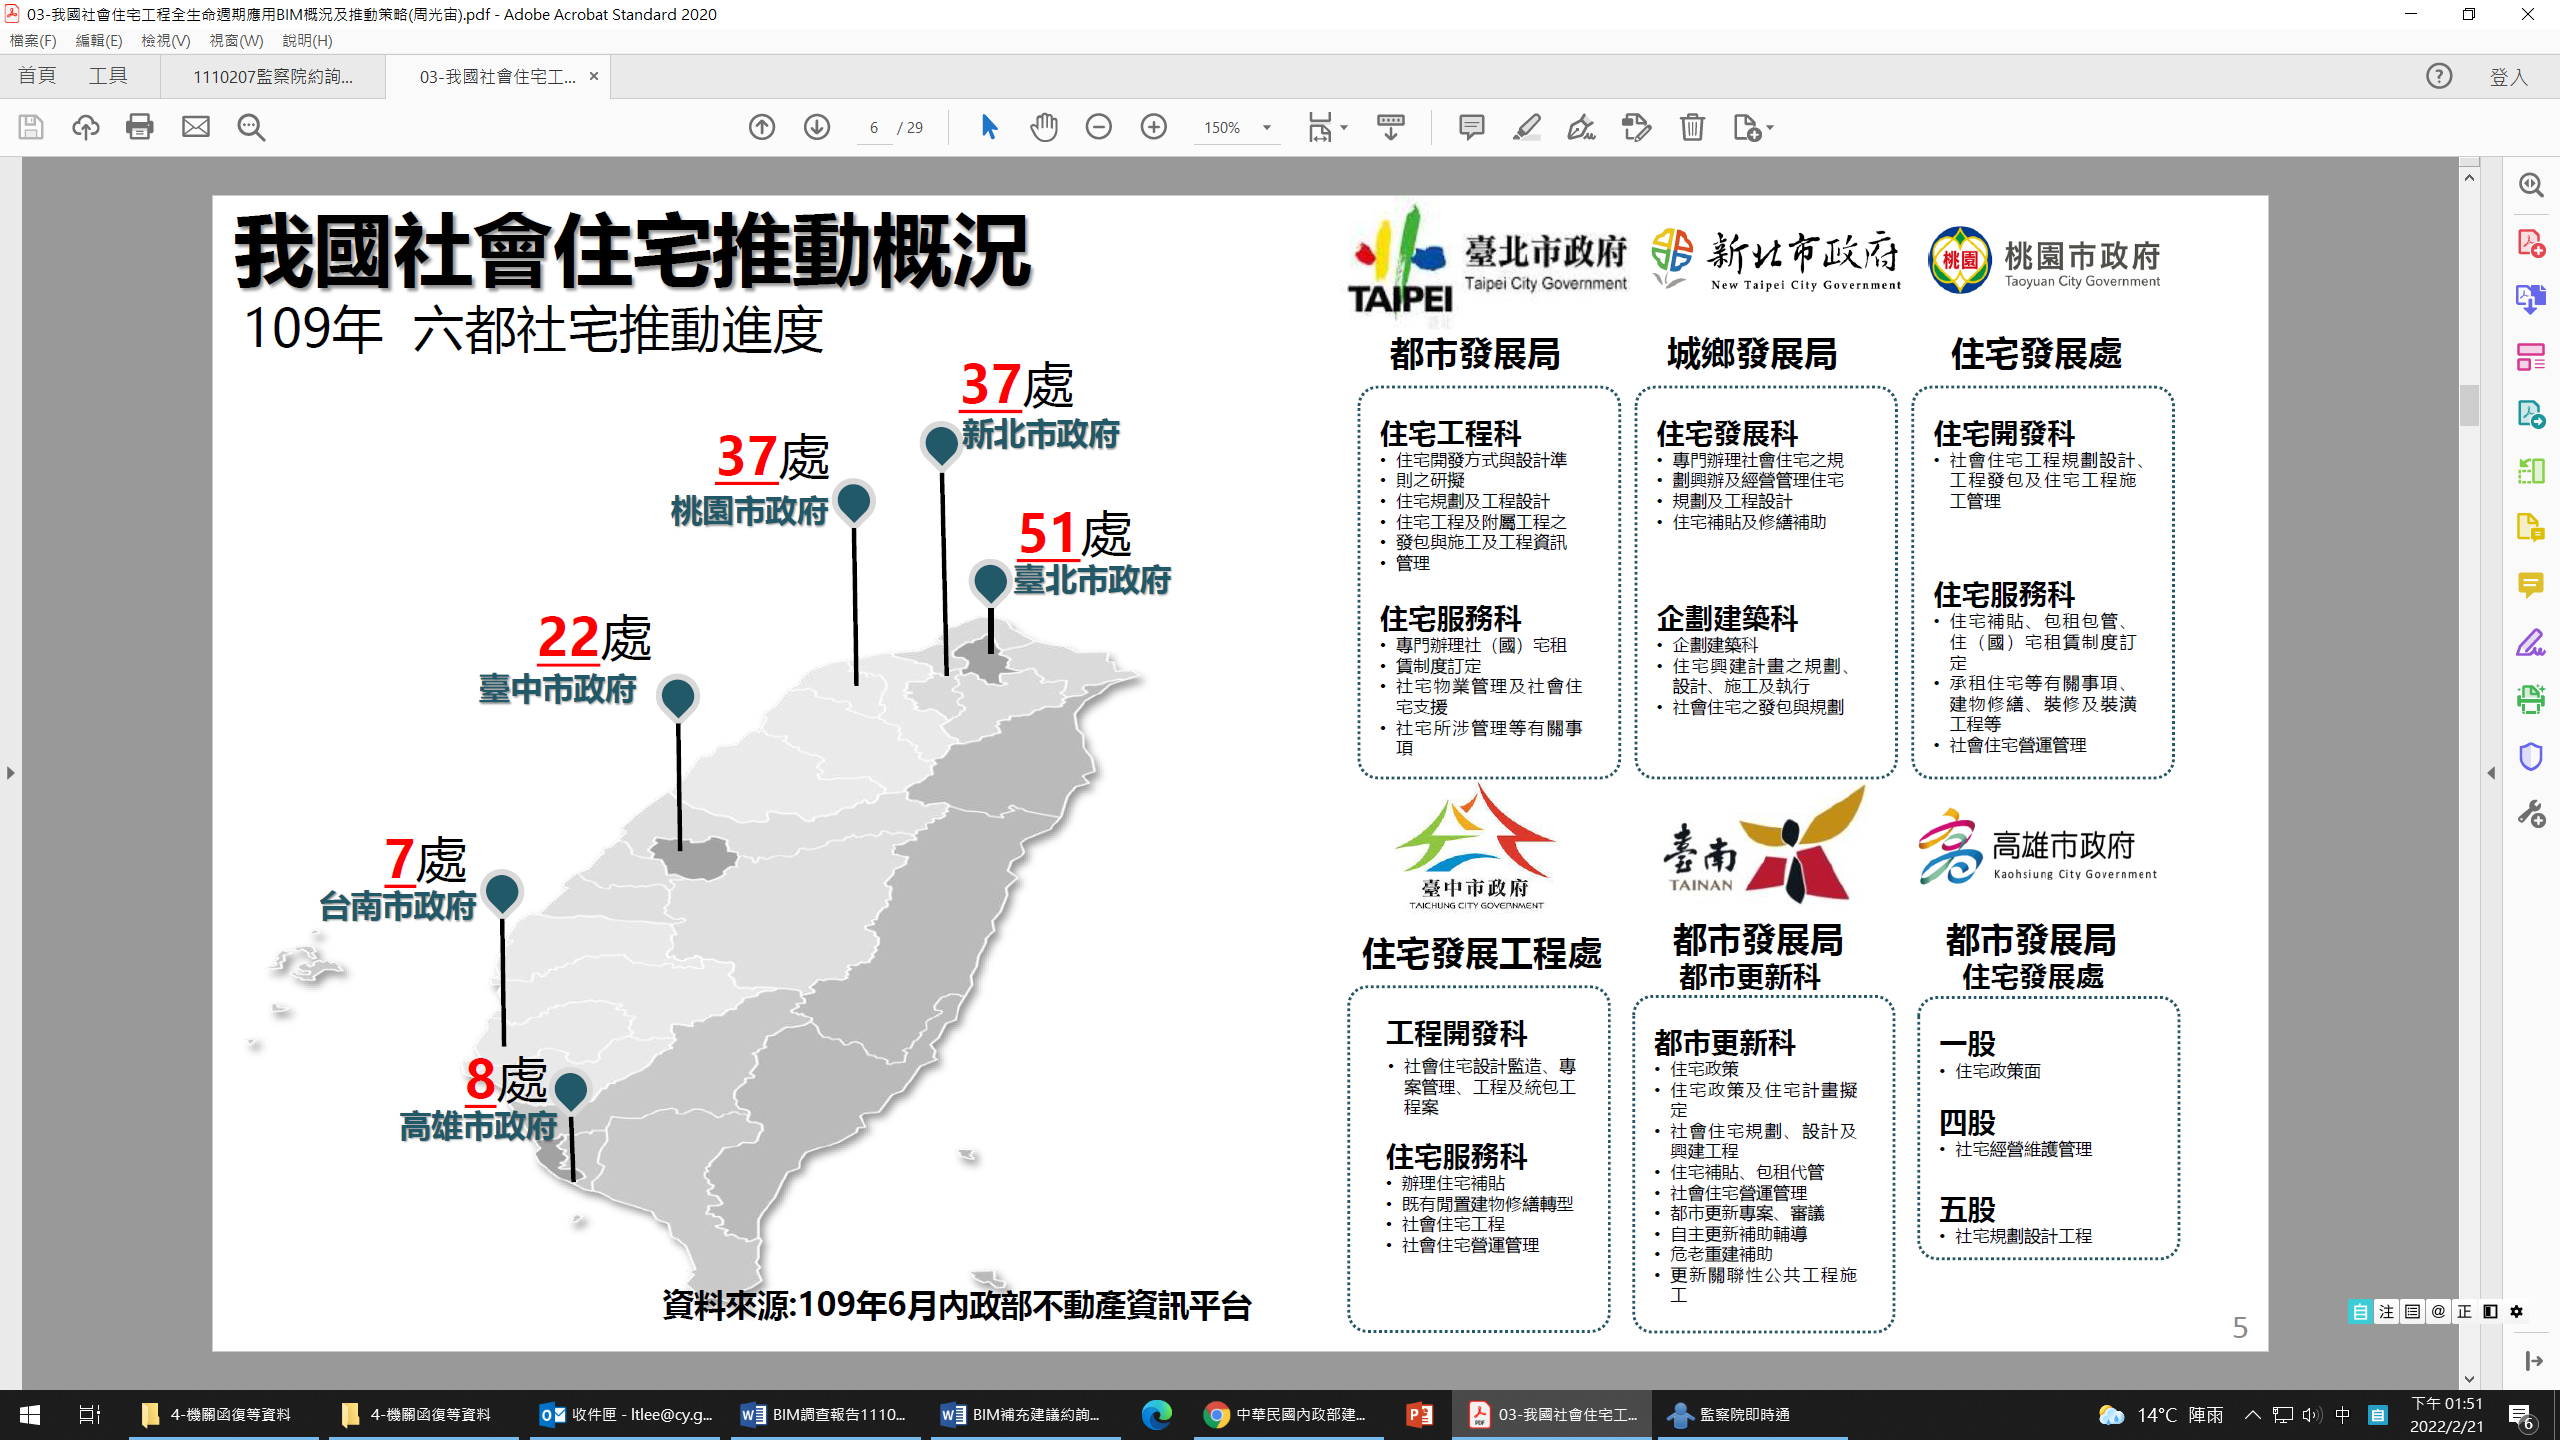 03-我國社會住宅工程全生命週期應用BIM概況及推動策略(周光宙).pdf - Adobe Acrobat Standard 2020
檔案(F) 編輯(E) 檢視(V) 視窗(W) 說明(H)
首頁 工具 1110207監察院約詢... 03-我國社會住宅工... × 登入
6 / 29 150%
我國社會住宅推動概況
109年 六都社宅推動進度
37處
新北市政府
37處
桃園市政府
51處
臺北市政府
22處
臺中市政府
7處
台南市政府
8處
高雄市政府
資料來源:109年6月內政部不動產資訊平台
TAIPEI
臺北市政府
Taipei City Government
都市發展局
住宅工程科
• 住宅開發方式與設計準
• 則之研擬
• 住宅規劃及工程設計
• 住宅工程及附屬工程之
• 發包與施工及工程資訊
• 管理
住宅服務科
• 專門辦理社（國）宅租
• 賃制度訂定
• 社宅物業管理及社會住
宅支援
• 社宅所涉管理等有關事
項
新北市政府
New Taipei City Government
城鄉發展局
住宅發展科
• 專門辦理社會住宅之規
• 劃興辦及經營管理住宅
• 規劃及工程設計
• 住宅補貼及修繕補助
企劃建築科
• 企劃建築科
• 住宅興建計畫之規劃、
設計、施工及執行
• 社會住宅之發包與規劃
桃園
桃園市政府
Taoyuan City Government
住宅發展處
住宅開發科
• 社會住宅工程規劃設計、
工程發包及住宅工程施
工管理
住宅服務科
• 住宅補貼、包租包管、
住（國）宅租賃制度訂
定
• 承租住宅等有關事項、
建物修繕、裝修及裝潢
工程等
• 社會住宅營運管理
臺中市政府
TAICHUNG CITY GOVERNMENT
住宅發展工程處
工程開發科
• 社會住宅設計監造、專
案管理、工程及統包工
程案
住宅服務科
• 辦理住宅補貼
• 既有閒置建物修繕轉型
• 社會住宅工程
• 社會住宅營運管理
臺南
TAINAN
都市發展局
都市更新科
都市更新科
• 住宅政策
• 住宅政策及住宅計畫擬
定
• 社會住宅規劃、設計及
興建工程
• 住宅補貼、包租代管
• 社會住宅營運管理
• 都市更新專案、審議
• 自主更新補助輔導
• 危老重建補助
• 更新關聯性公共工程施
工
高雄市政府
Kaohsiung City Government
都市發展局
住宅發展處
一股
• 住宅政策面
四股
• 社宅經營維護管理
五股
• 社宅規劃設計工程
5
自 注 @ 正
4-機關函復等資料 4-機關函復等資料 收件匣 - ltlee@cy.g... BIM調查報告1110... BIM補充建議約詢... 中華民國內政部建... 03-我國社會住宅工... 監察院即時通 14°C 陣雨 中 自 下午 01:51
2022/2/21 6